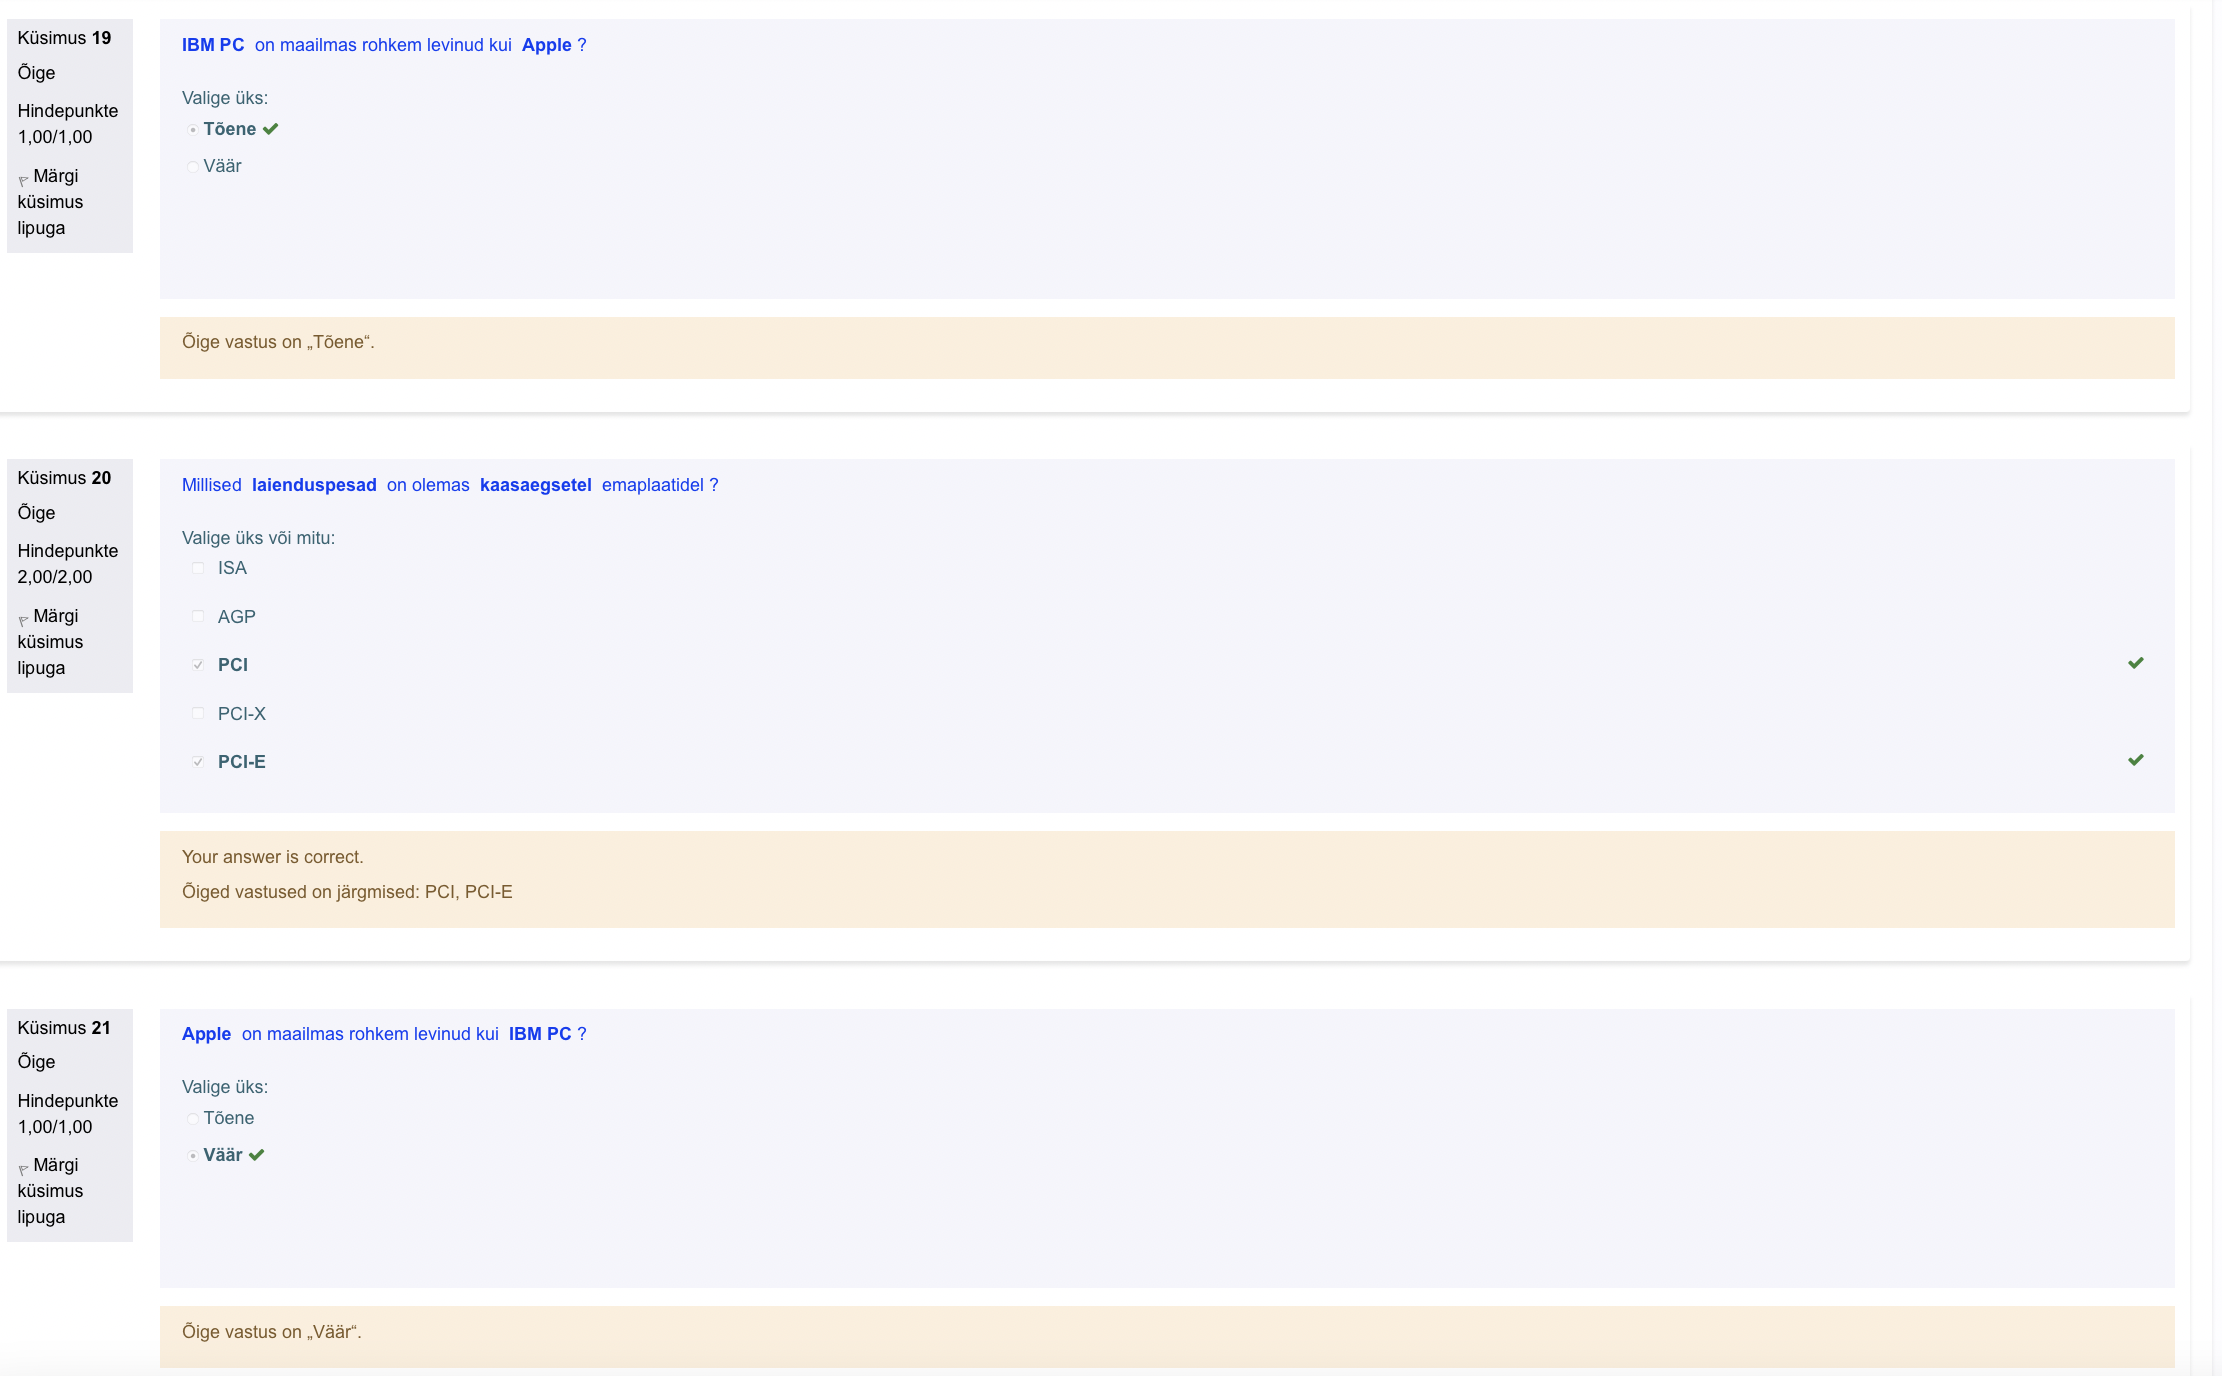 Küsimus 19
Õige
Hindepunkte
1,00/1,00
Märgi
küsimus
lipuga
IBM PC on maailmas rohkem levinud kui Apple ?
Valige üks:
Tõene
Väär
Õige vastus on „Tõene“.
Küsimus 20
Õige
Hindepunkte
2,00/2,00
Märgi
küsimus
lipuga
Millised laienduspesad on olemas kaasaegsetel emaplaatidel ?
Valige üks või mitu:
ISA
AGP
PCI
PCI-X
PCI-E
Your answer is correct.
Õiged vastused on järgmised: PCI, PCI-E
Küsimus 21
Õige
Hindepunkte
1,00/1,00
Märgi
küsimus
lipuga
Apple on maailmas rohkem levinud kui IBM PC ?
Valige üks:
Tõene
Väär
Õige vastus on „Väär“.